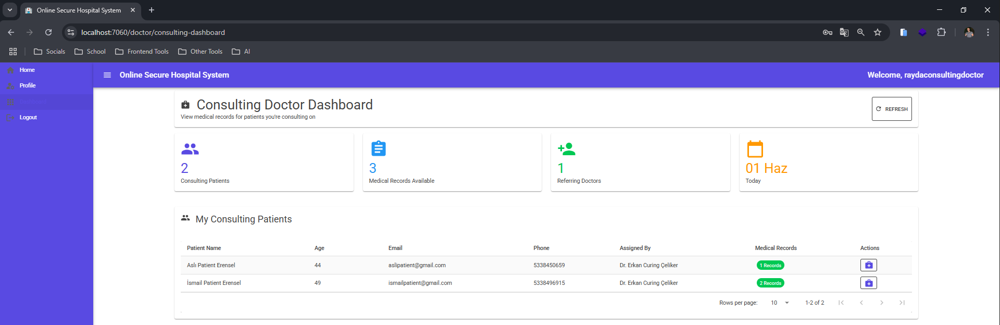 Online Secure Hospital System
localhost:7060/doctor/consulting-dashboard
Socials School Frontend Tools Other Tools AI
Home
Profile
Dashboard
Logout
Online Secure Hospital System
Welcome, raydaconsultingdoctor
Consulting Doctor Dashboard
View medical records for patients you're consulting on
REFRESH
2
Consulting Patients
3
Medical Records Available
1
Referring Doctors
01 Haz
Today
My Consulting Patients
Patient Name Age Email Phone Assigned By Medical Records Actions
Aslı Patient Erensel 44 aslipatient@gmail.com 5338450659 Dr. Erkan Curing Çeliker 1 Records
İsmail Patient Erensel 49 ismailpatient@gmail.com 5338496915 Dr. Erkan Curing Çeliker 2 Records
Rows per page: 10 1-2 of 2